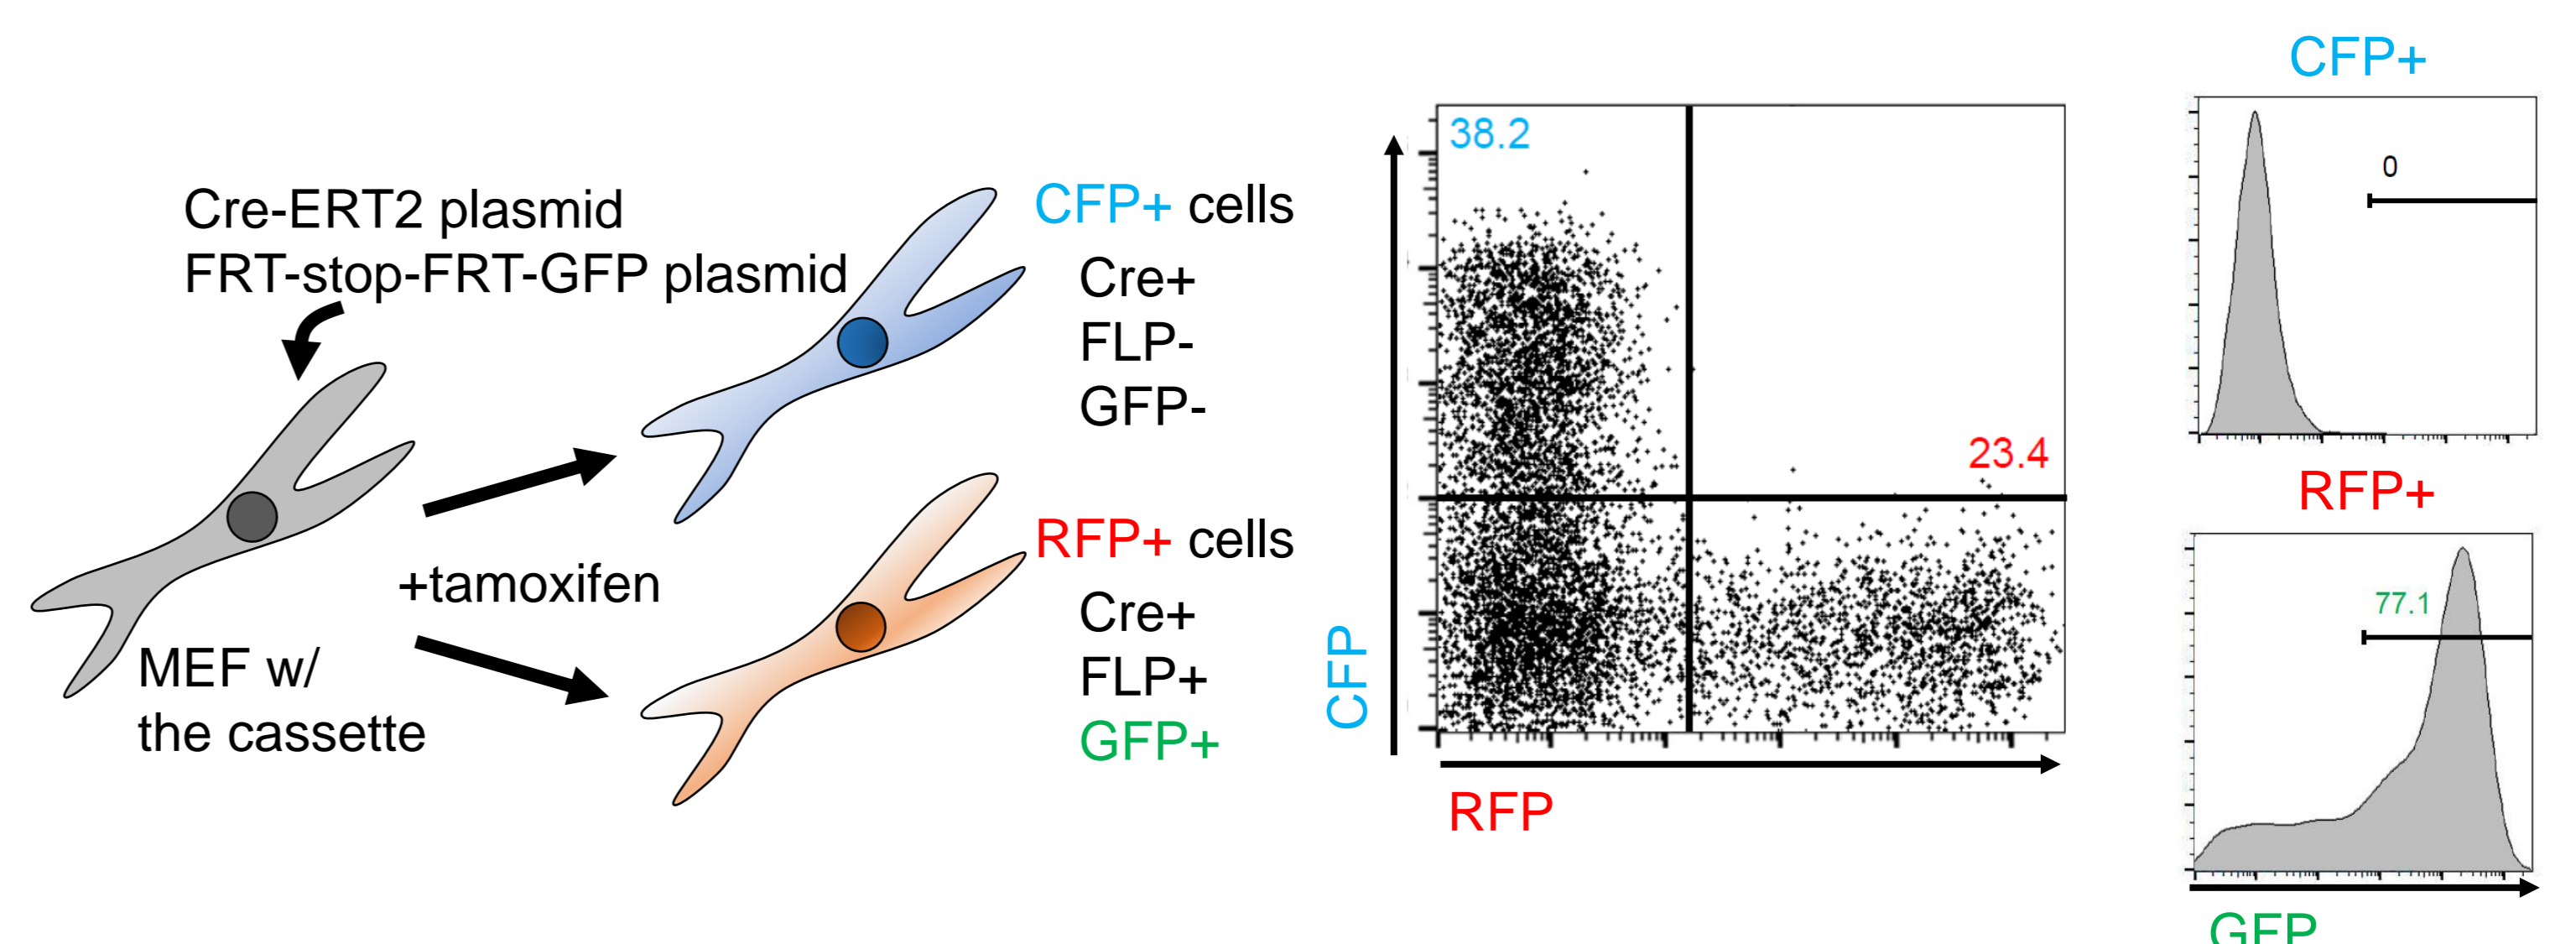 Cre-ERT2 plasmid
FRT-stop-FRT-GFP plasmid
MEF w/
the cassette
+tamoxifen
CFP+ cells
Cre+
FLP-
GFP-
RFP+ cells
Cre+
FLP+
GFP+
38.2
23.4
CFP
RFP
CFP+
0
RFP+
77.1
GFP